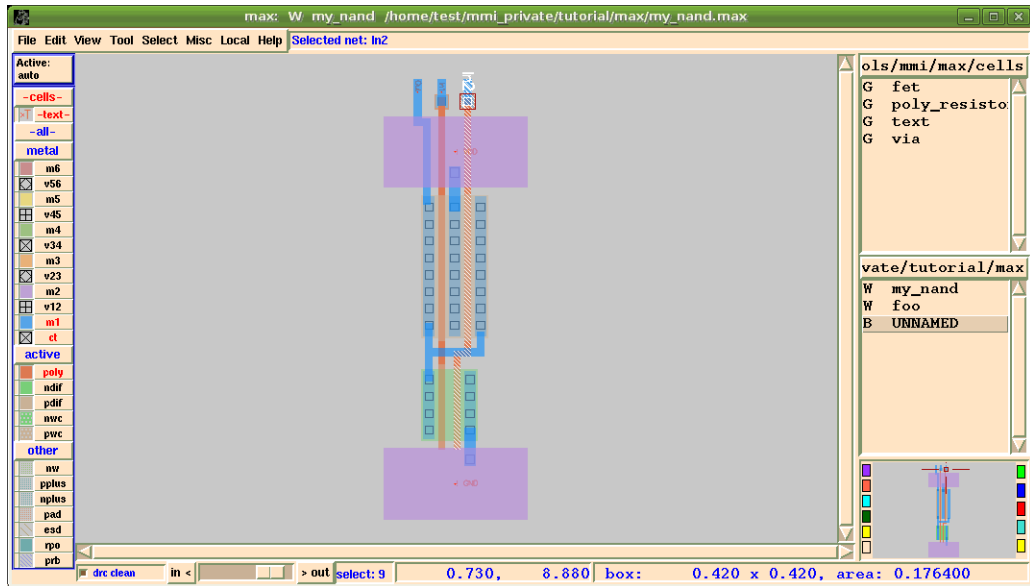 max: W my_nand /home/test/mmi_private/tutorial/max/my_nand.max
File Edit View Tool Select Misc Local Help Selected net: In2
Active:
auto
-cells-
-text-
-all-
metal
m6
v56
m5
v45
m4
v34
m3
v23
m2
v12
m1
ct
active
poly
ndif
pdif
nwc
pwc
other
nw
pplus
nplus
pad
esd
rpo
prb
In2
GND
ols/mmi/max/cells
G fet
G poly_resisto
G text
G via
vate/tutorial/max
W my_nand
W foo
B UNNAMED
drc clean in < > out select: 9 0.730, 8.880 box: 0.420 x 0.420, area: 0.176400